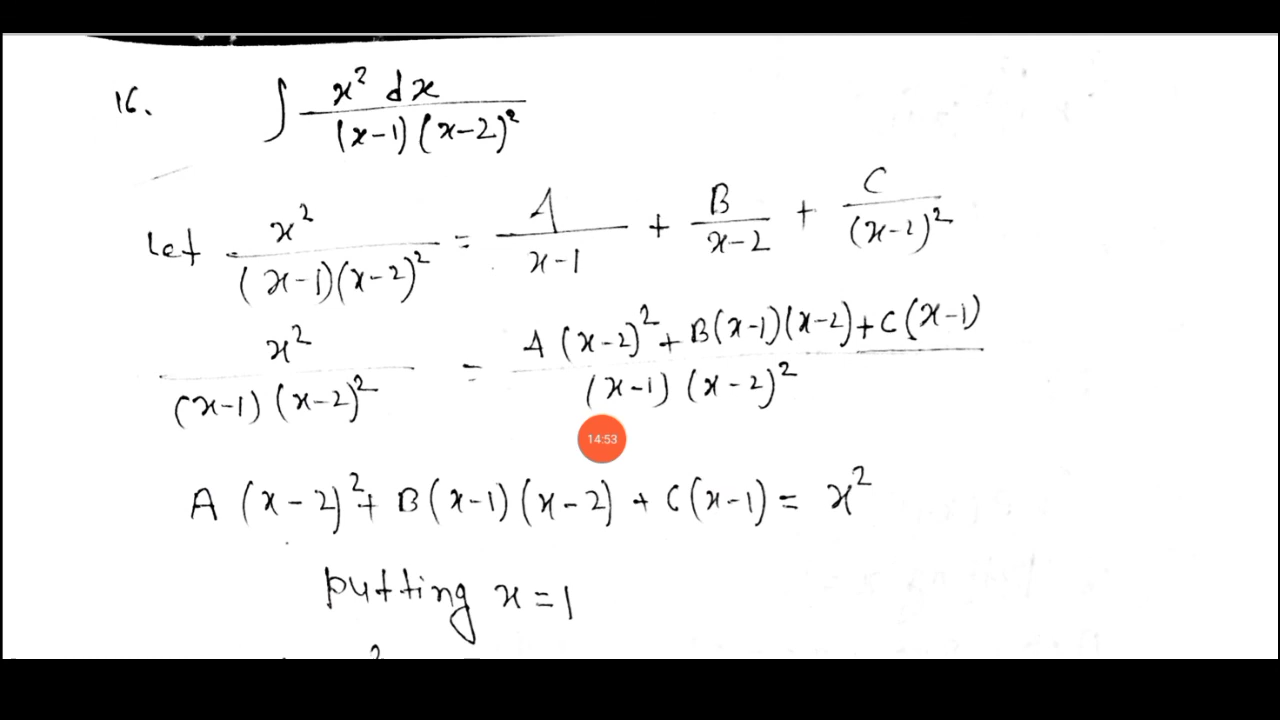 16. ∫ x² dx / (x-1)(x-2)²
Let x² / (x-1)(x-2)² = A / x-1 + B / x-2 + C / (x-2)²
x² / (x-1)(x-2)² = A(x-2)² + B(x-1)(x-2) + C(x-1) / (x-1)(x-2)²
14:53
A(x-2)² + B(x-1)(x-2) + C(x-1) = x²
putting x=1